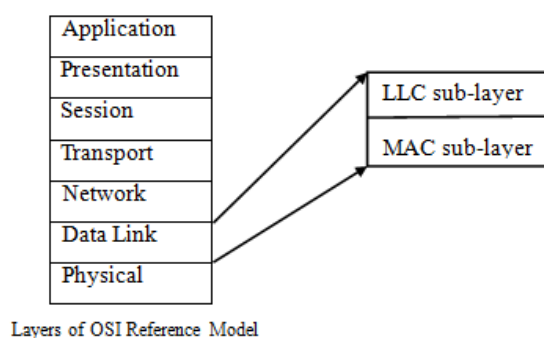 Application
Presentation
Session
Transport
Network
Data Link
Physical
LLC sub-layer
MAC sub-layer
Layers of OSI Reference Model